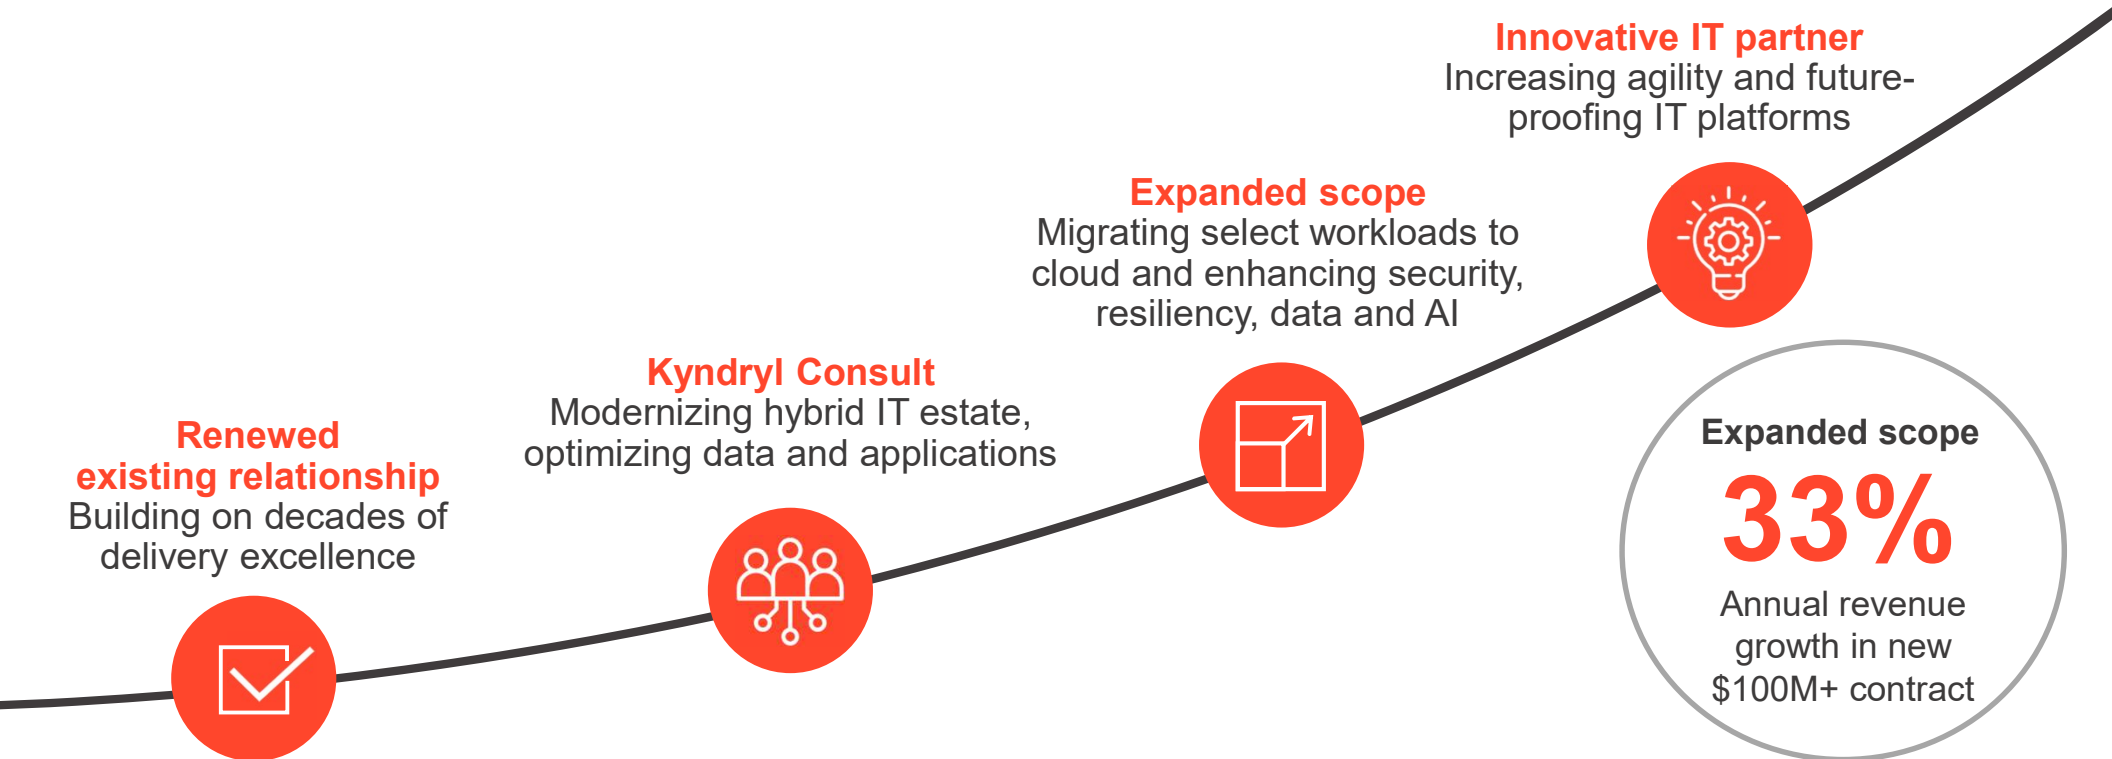 Innovative IT partner
Increasing agility and future-
proofing IT platforms
Expanded scope
Migrating select workloads to
cloud and enhancing security,
resiliency, data and AI
Kyndryl Consult
Modernizing hybrid IT estate,
optimizing data and applications
Renewed
existing relationship
Building on decades of
delivery excellence
Expanded scope
33%
Annual revenue
growth in new
$100M+ contract